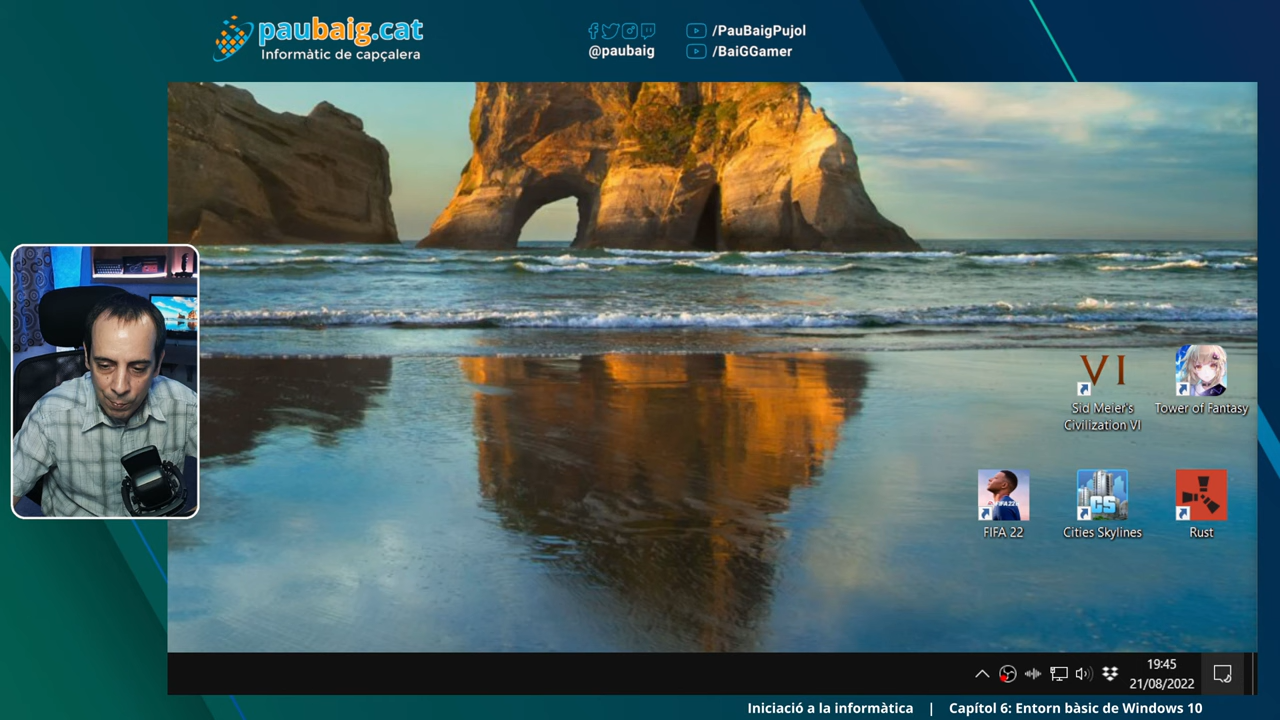 paubaig.cat
Informàtic de capçalera
@paubaig
/PauBaigPujol
/BaiGGamer
VI
Sid Meier's
Civilization VI
Tower of Fantasy
FIFA 22
CS
Cities Skylines
Rust
19:45
21/08/2022
Iniciació a la informàtica | Capítol 6: Entorn bàsic de Windows 10